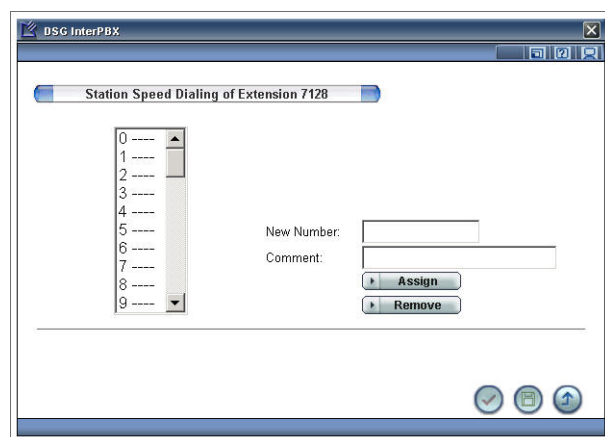 DSG InterPBX
Station Speed Dialing of Extension 7128
0 ----
1 ----
2 ----
3 ----
4 ----
5 ----
6 ----
7 ----
8 ----
9 ----
New Number:
Comment:
Assign
Remove